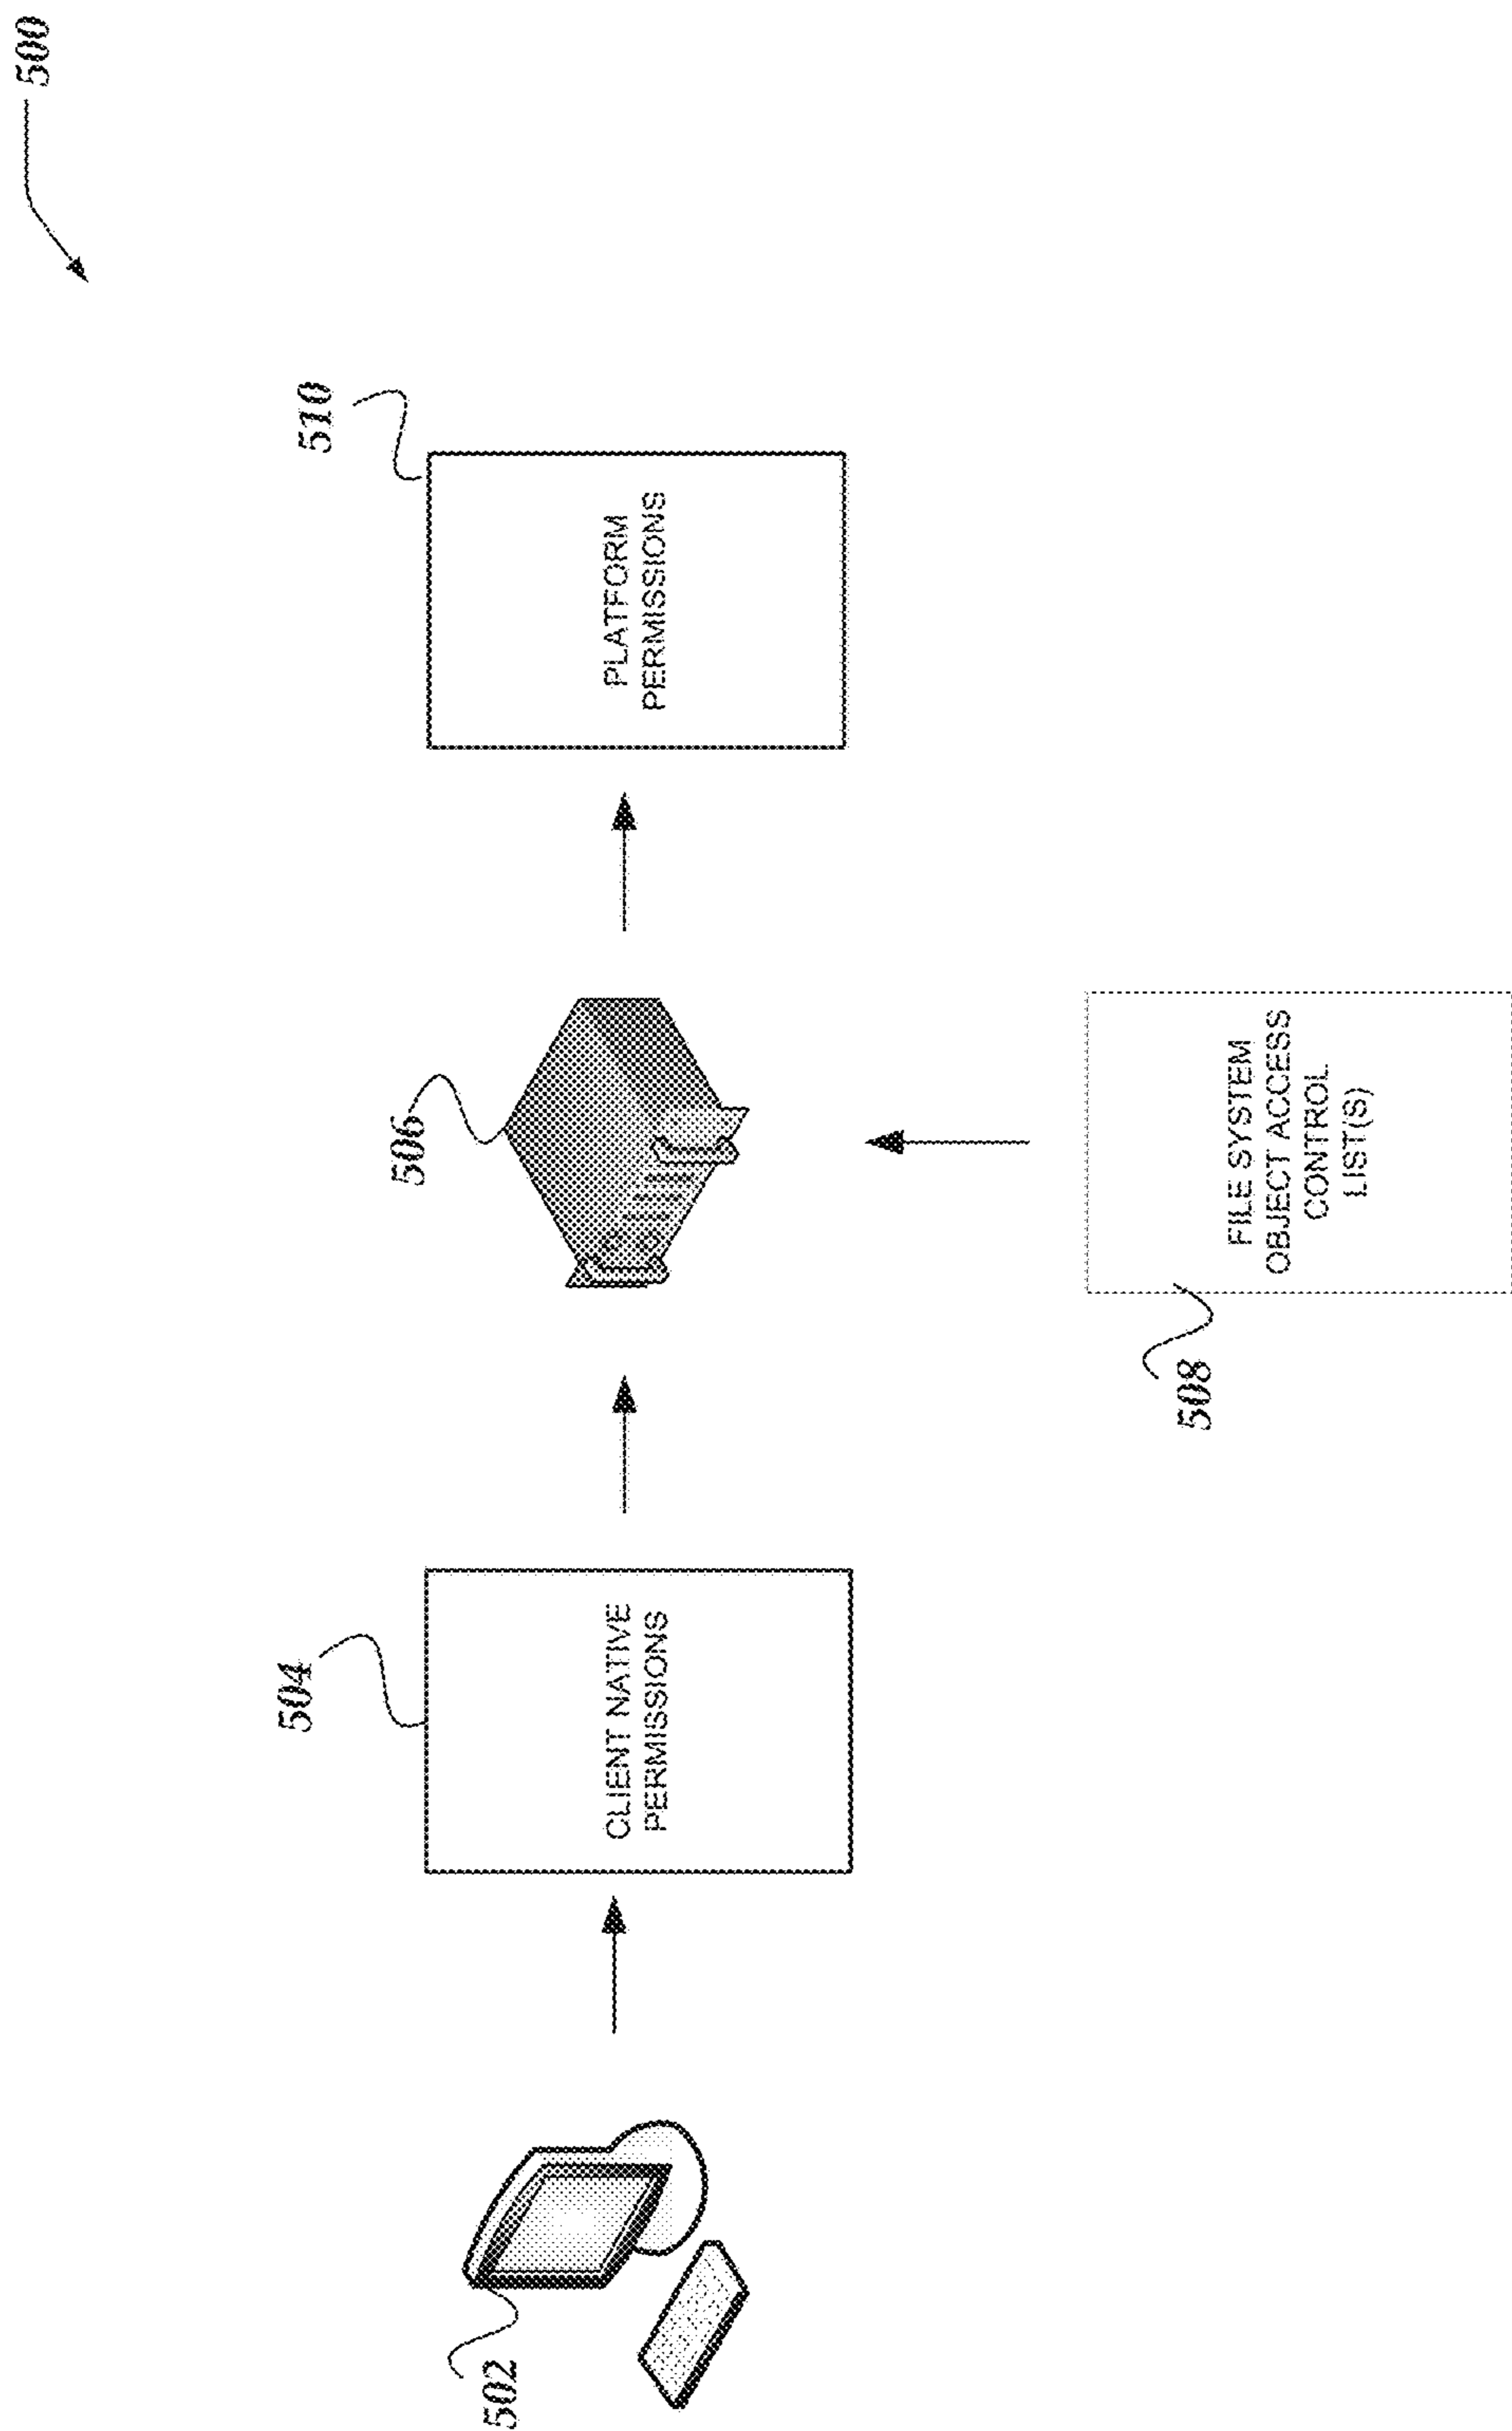 500
510
PLATFORM
PERMISSIONS
506
FILE SYSTEM
OBJECT ACCESS
CONTROL
LIST(S)
508
504
CLIENT NATIVE
PERMISSIONS
502